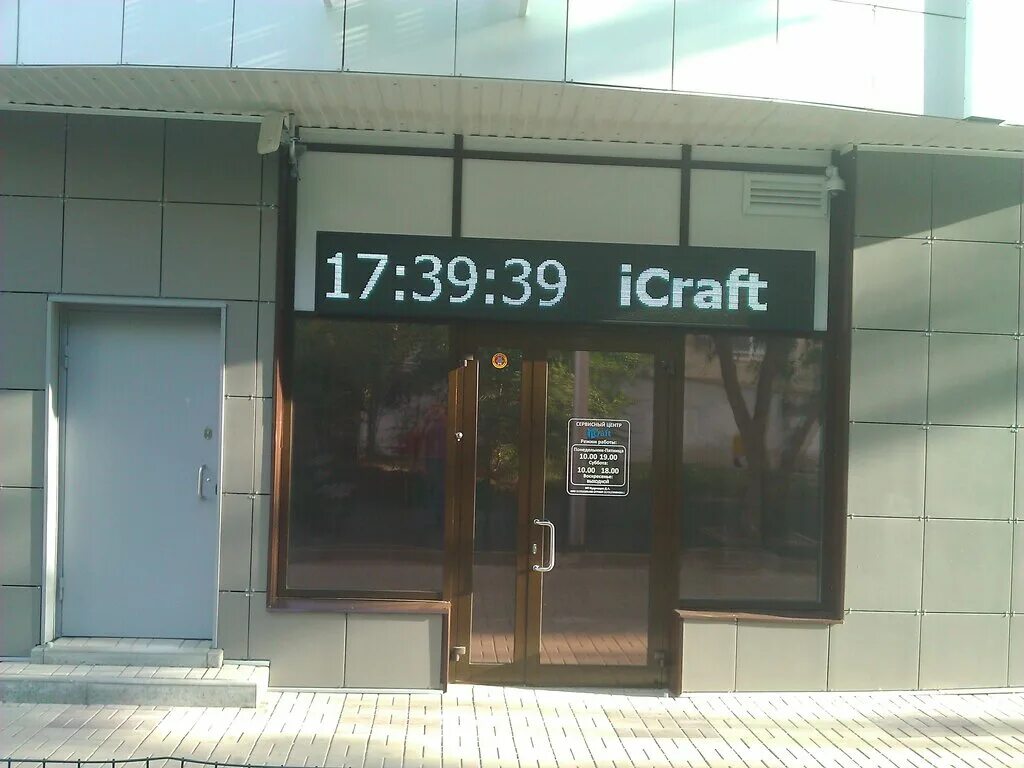 17:39:39 iCraft
СЕРВИСНЫЙ ЦЕНТР
iCraft
Режим работы:
Понедельник-Пятница
10.00 19.00
Суббота:
10.00 18.00
Воскресенье:
выходной